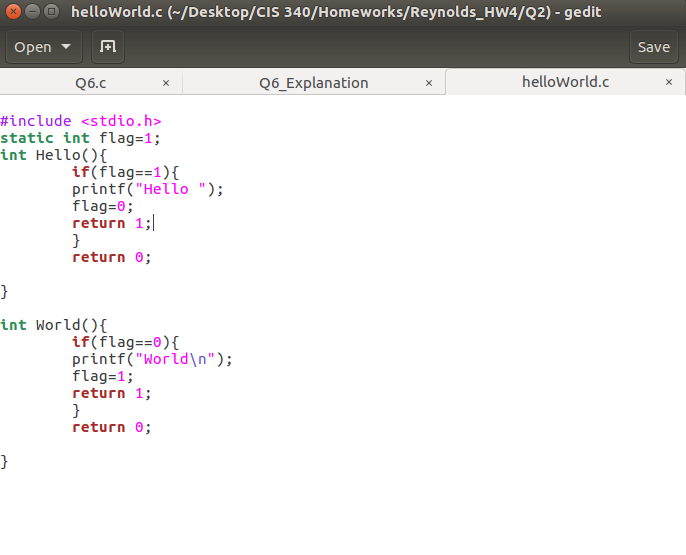 helloWorld.c (~/Desktop/CIS 340/Homeworks/Reynolds_HW4/Q2) - gedit
Open Save
Q6.c × Q6_Explanation × helloWorld.c ×
#include <stdio.h>
static int flag=1;
int Hello(){
if(flag==1){
printf("Hello ");
flag=0;
return 1;
}
return 0;
}
int World(){
if(flag==0){
printf("World\n");
flag=1;
return 1;
}
return 0;
}